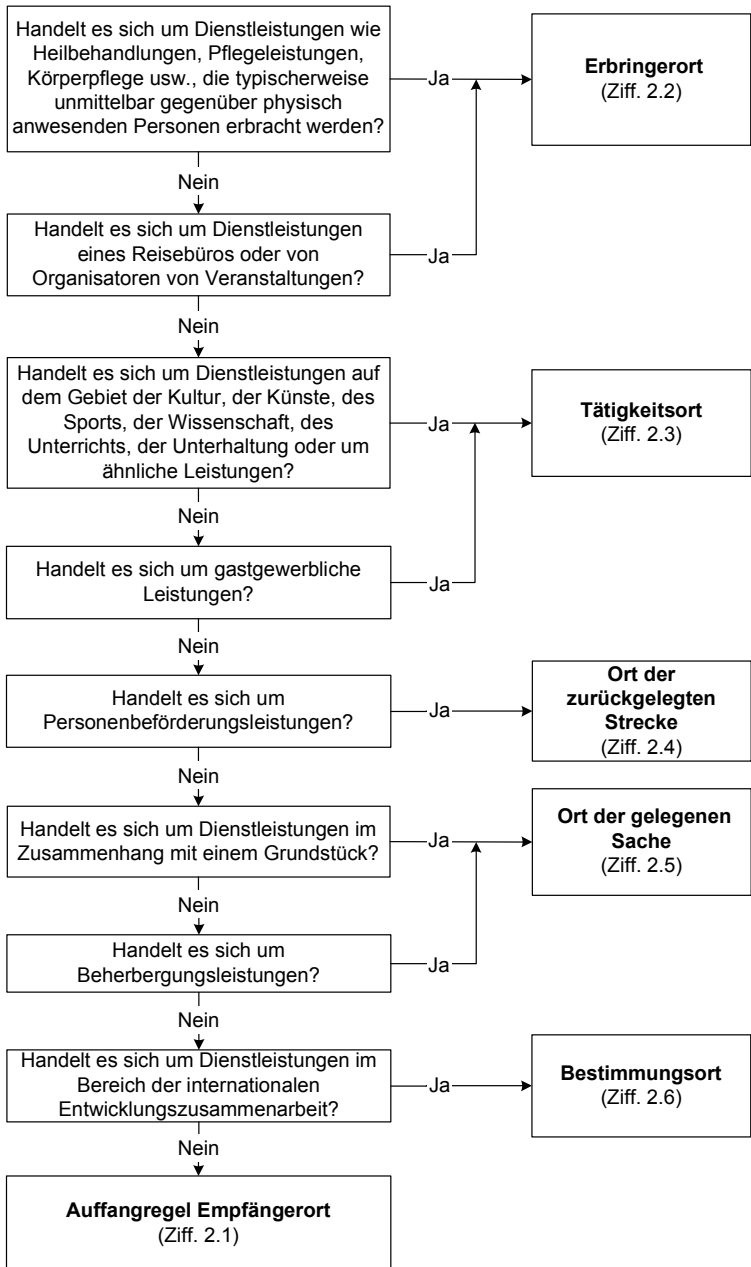 Handelt es sich um Dienstleistungen wie
Heilbehandlungen, Pflegeleistungen,
Körperpflege usw., die typischerweise
unmittelbar gegenüber physisch
anwesenden Personen erbracht werden?
Ja
Erbringerort
(Ziff. 2.2)
Nein
Handelt es sich um Dienstleistungen
eines Reisebüros oder von
Organisatoren von Veranstaltungen?
Ja
Nein
Handelt es sich um Dienstleistungen auf
dem Gebiet der Kultur, der Künste, des
Sports, der Wissenschaft, des
Unterrichts, der Unterhaltung oder um
ähnliche Leistungen?
Ja
Tätigkeitsort
(Ziff. 2.3)
Nein
Handelt es sich um gastgewerbliche
Leistungen?
Ja
Nein
Handelt es sich um
Personenbeförderungsleistungen?
Ja
Ort der
zurückgelegten
Strecke
(Ziff. 2.4)
Nein
Handelt es sich um Dienstleistungen im
Zusammenhang mit einem Grundstück?
Ja
Ort der gelegenen
Sache
(Ziff. 2.5)
Nein
Handelt es sich um
Beherbergungsleistungen?
Ja
Nein
Handelt es sich um Dienstleistungen im
Bereich der internationalen
Entwicklungszusammenarbeit?
Ja
Bestimmungsort
(Ziff. 2.6)
Nein
Auffangregel Empfängerort
(Ziff. 2.1)